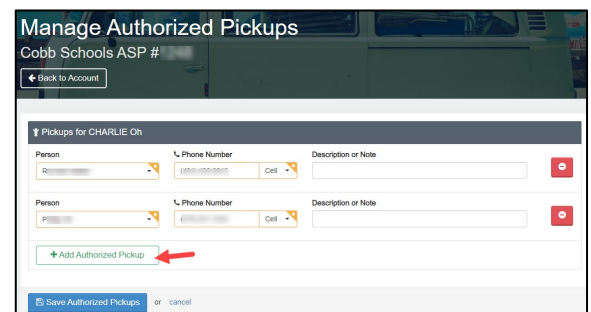 Manage Authorized Pickups
Cobb Schools ASP #
Back to Account
Pickups for CHARLIE Oh
Person Phone Number Description or Note
R ( Cell
Person Phone Number Description or Note
P ( Cell
+ Add Authorized Pickup
Save Authorized Pickups or cancel